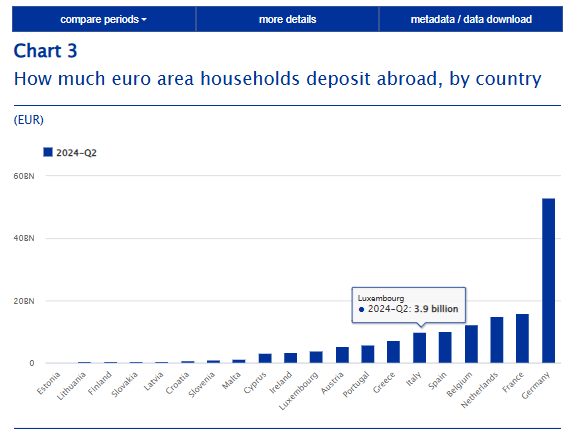 compare periods
more details
metadata / data download
Chart 3
How much euro area households deposit abroad, by country
(EUR)
2024-Q2
60BN
40BN
20BN
0
Luxembourg
2024-Q2: 3.9 billion
Estonia
Lithuania
Finland
Slovakia
Latvia
Croatia
Slovenia
Malta
Cyprus
Ireland
Luxembourg
Austria
Portugal
Greece
Italy
Spain
Belgium
Netherlands
France
Germany